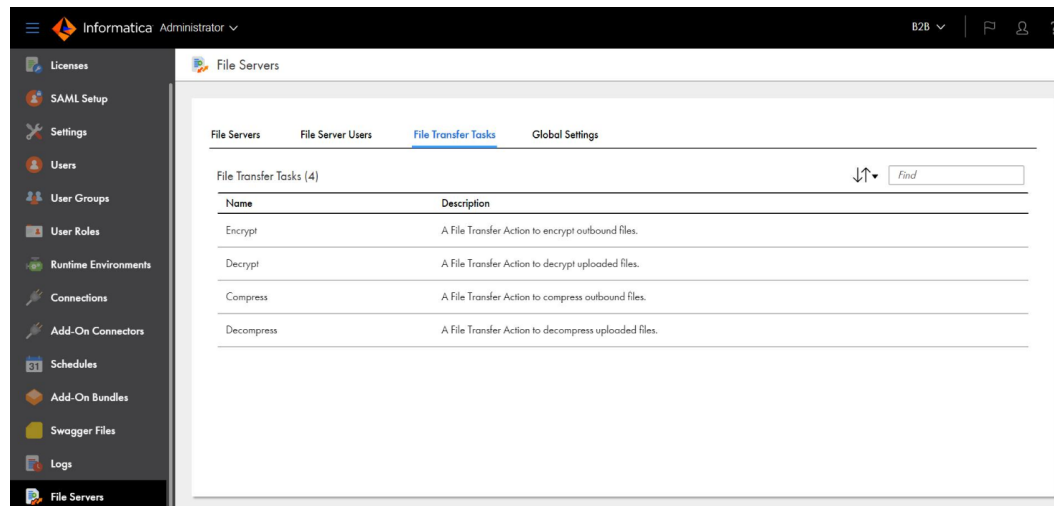 Informatica Administrator
B2B
Licenses
SAML Setup
Settings
Users
User Groups
User Roles
Runtime Environments
Connections
Add-On Connectors
31 Schedules
Add-On Bundles
Swagger Files
Logs
File Servers
File Servers
File Servers File Server Users File Transfer Tasks Global Settings
File Transfer Tasks (4)
Find
Name Description
Encrypt A File Transfer Action to encrypt outbound files.
Decrypt A File Transfer Action to decrypt uploaded files.
Compress A File Transfer Action to compress outbound files.
Decompress A File Transfer Action to decompress uploaded files.